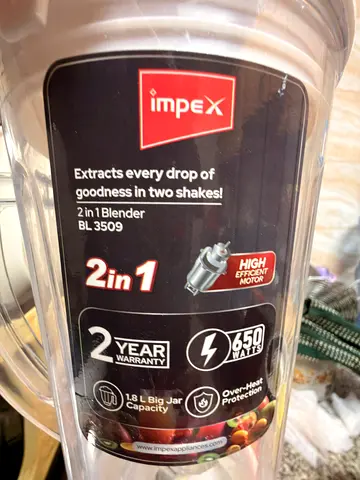 impex
Extracts every drop of
goodness in two shakes!
2 in 1 Blender
BL 3509
2in1
HIGH
EFFICIENT
MOTOR
2 YEAR
WARRANTY
650
WATTS
1.8 L Big Jar
Capacity
Over-Heat
Protection
www.impexappliances.com/